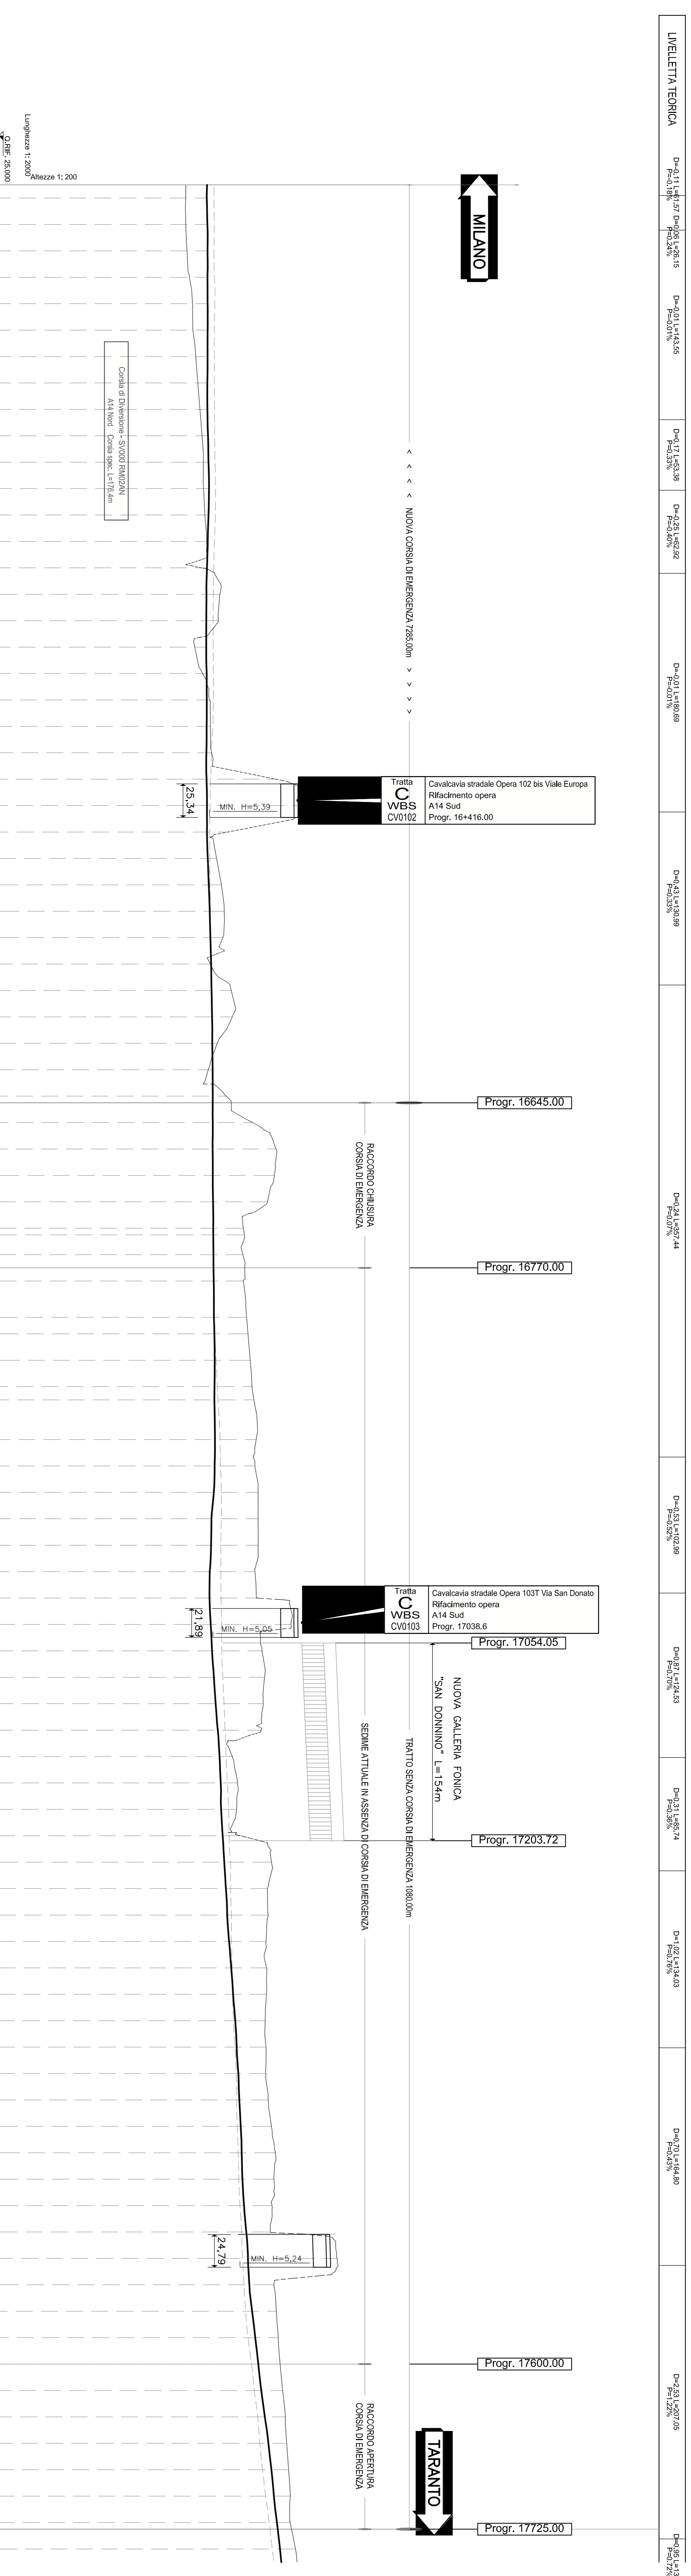 LIVELLETTA TEORICA
D=-0,11 L=61,57
P=-0,18%
D=0,06 L=26,15
P=0,24%
D=-0,01 L=143,55
P=-0,01%
D=0,17 L=53,38
P=0,33%
D=-0,25 L=62,92
P=-0,40%
D=-0,01 L=180,69
P=-0,01%
D=0,43 L=130,99
P=0,33%
D=0,24 L=357,44
P=0,07%
D=-0,53 L=102,99
P=-0,52%
D=0,87 L=124,53
P=0,70%
D=0,31 L=85,74
P=0,36%
D=1,02 L=134,03
P=0,76%
D=0,70 L=164,80
P=0,43%
D=2,53 L=207,05
P=1,22%
D=0,95 L=13
P=0,72%
MILANO
TARANTO
Cavalcavia stradale Opera 102 bis Viale Europa
Rifacimento opera
A14 Sud
Progr. 16+416.00
Tratta
C
WBS
CV0102
Cavalcavia stradale Opera 103T Via San Donato
Rifacimento opera
A14 Sud
Progr. 17038.6
Tratta
C
WBS
CV0103
Progr. 16645.00
Progr. 16770.00
Progr. 17054.05
Progr. 17203.72
Progr. 17600.00
Progr. 17725.00
NUOVA GALLERIA FONICA
"SAN DONNINO" L=154m
< < < < NUOVA CORSIA DI EMERGENZA 7285.00m > > > >
TRATTO SENZA CORSIA DI EMERGENZA 1080.00m
RACCORDO CHIUSURA
CORSIA DI EMERGENZA
SEDIME ATTUALE IN ASSENZA DI CORSIA DI EMERGENZA
RACCORDO APERTURA
CORSIA DI EMERGENZA
MIN. H=5,39
25,34
MIN. H=5,05
21,89
MIN. H=5,24
24,79
Corsia di Diversione - SV000 RM02AN
A14 Nord Corsia spec. L=176.4m
Altezze 1: 200
Lunghezze 1: 2000
Q.RIF. 25.000